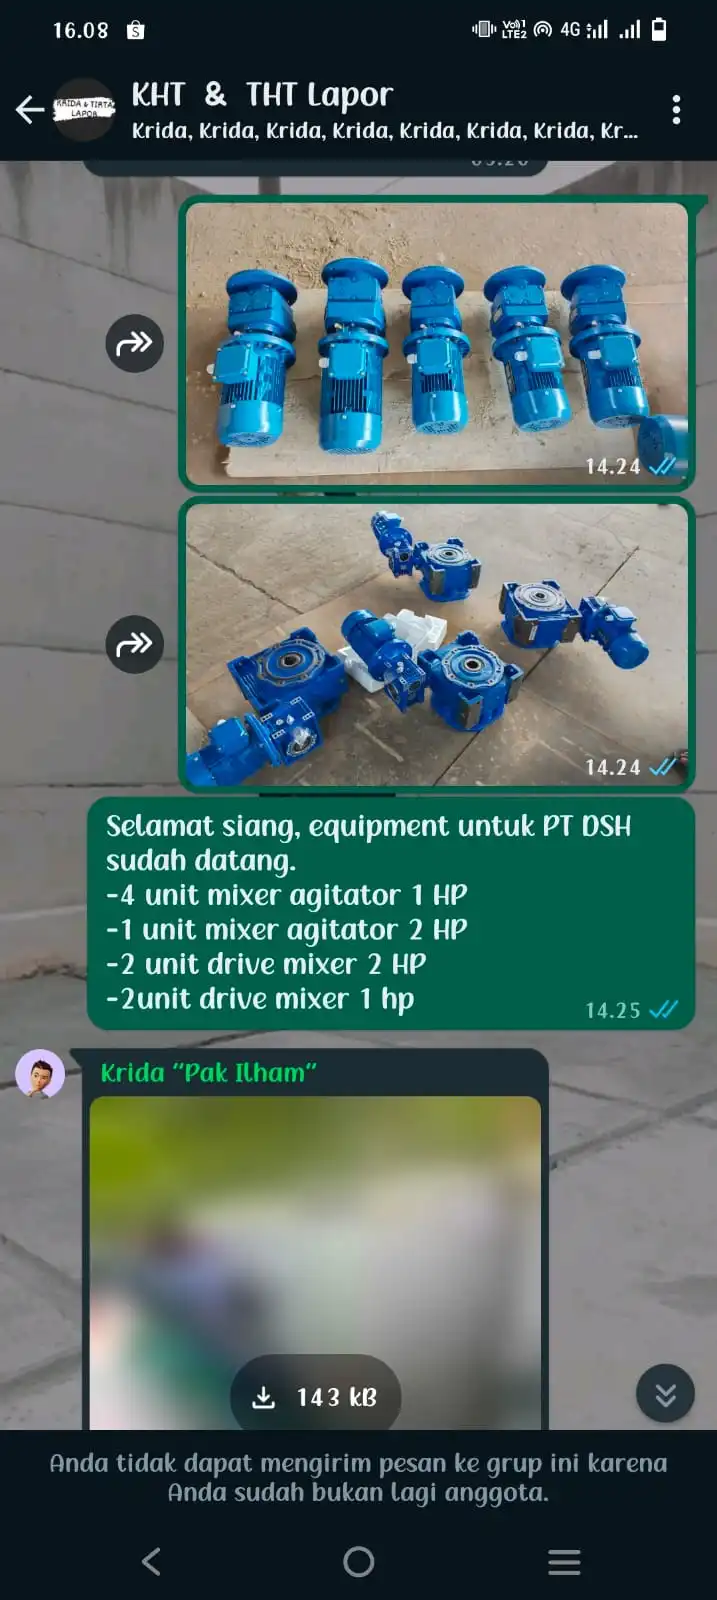 16.08
Vo)) 1
LTE2
4G
KHT & THT Lapor
KRIDA & TIRTA
LAPOR
Krida, Krida, Krida, Krida, Krida, Krida, Krida, Kr...
14.24
14.24
Selamat siang, equipment untuk PT DSH
sudah datang.
-4 unit mixer agitator 1 HP
-1 unit mixer agitator 2 HP
-2 unit drive mixer 2 HP
-2unit drive mixer 1 hp
14.25
Krida "Pak Ilham"
143 kB
Anda tidak dapat mengirim pesan ke grup ini karena
Anda sudah bukan lagi anggota.